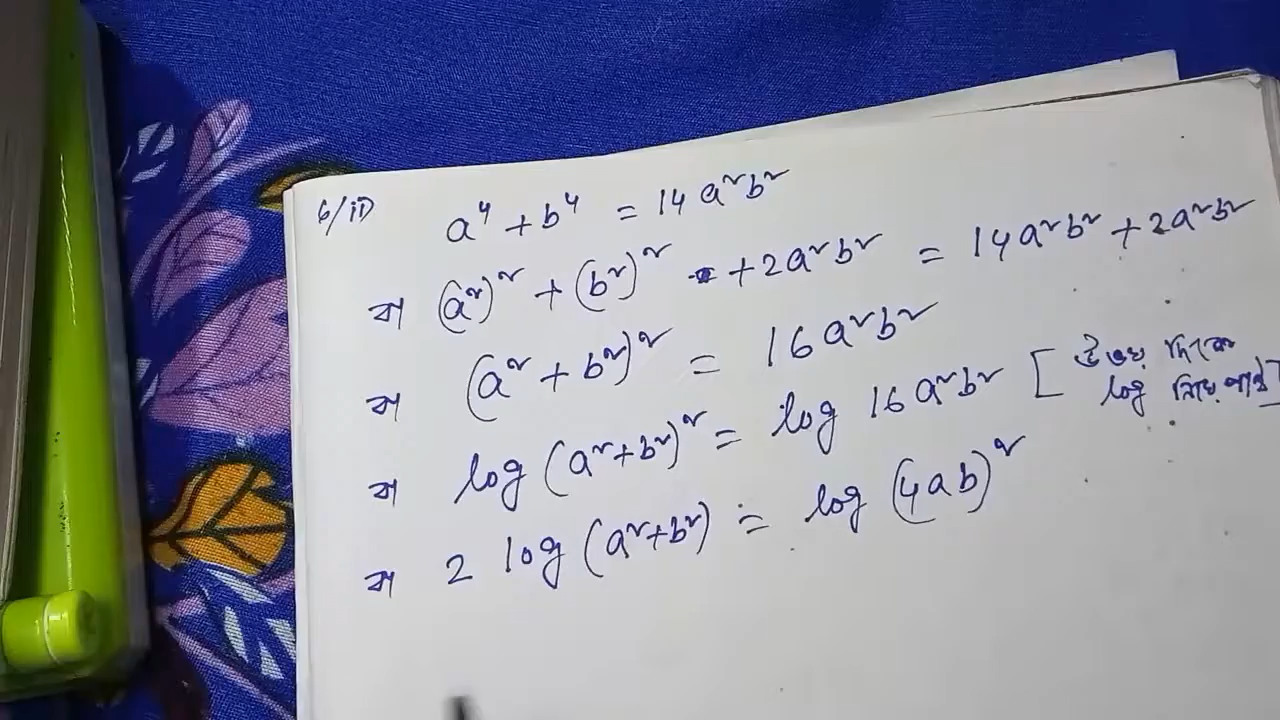 6/ii) a⁴ + b⁴ = 14a²b²
বা (a²)² + (b²)² + 2a²b² = 14a²b² + 2a²b²
বা (a² + b²)² = 16a²b²
বা log (a²+b²)² = log 16a²b² [উভয় দিকে log নিয়ে পাই]
বা 2 log (a²+b²) = log (4ab)²